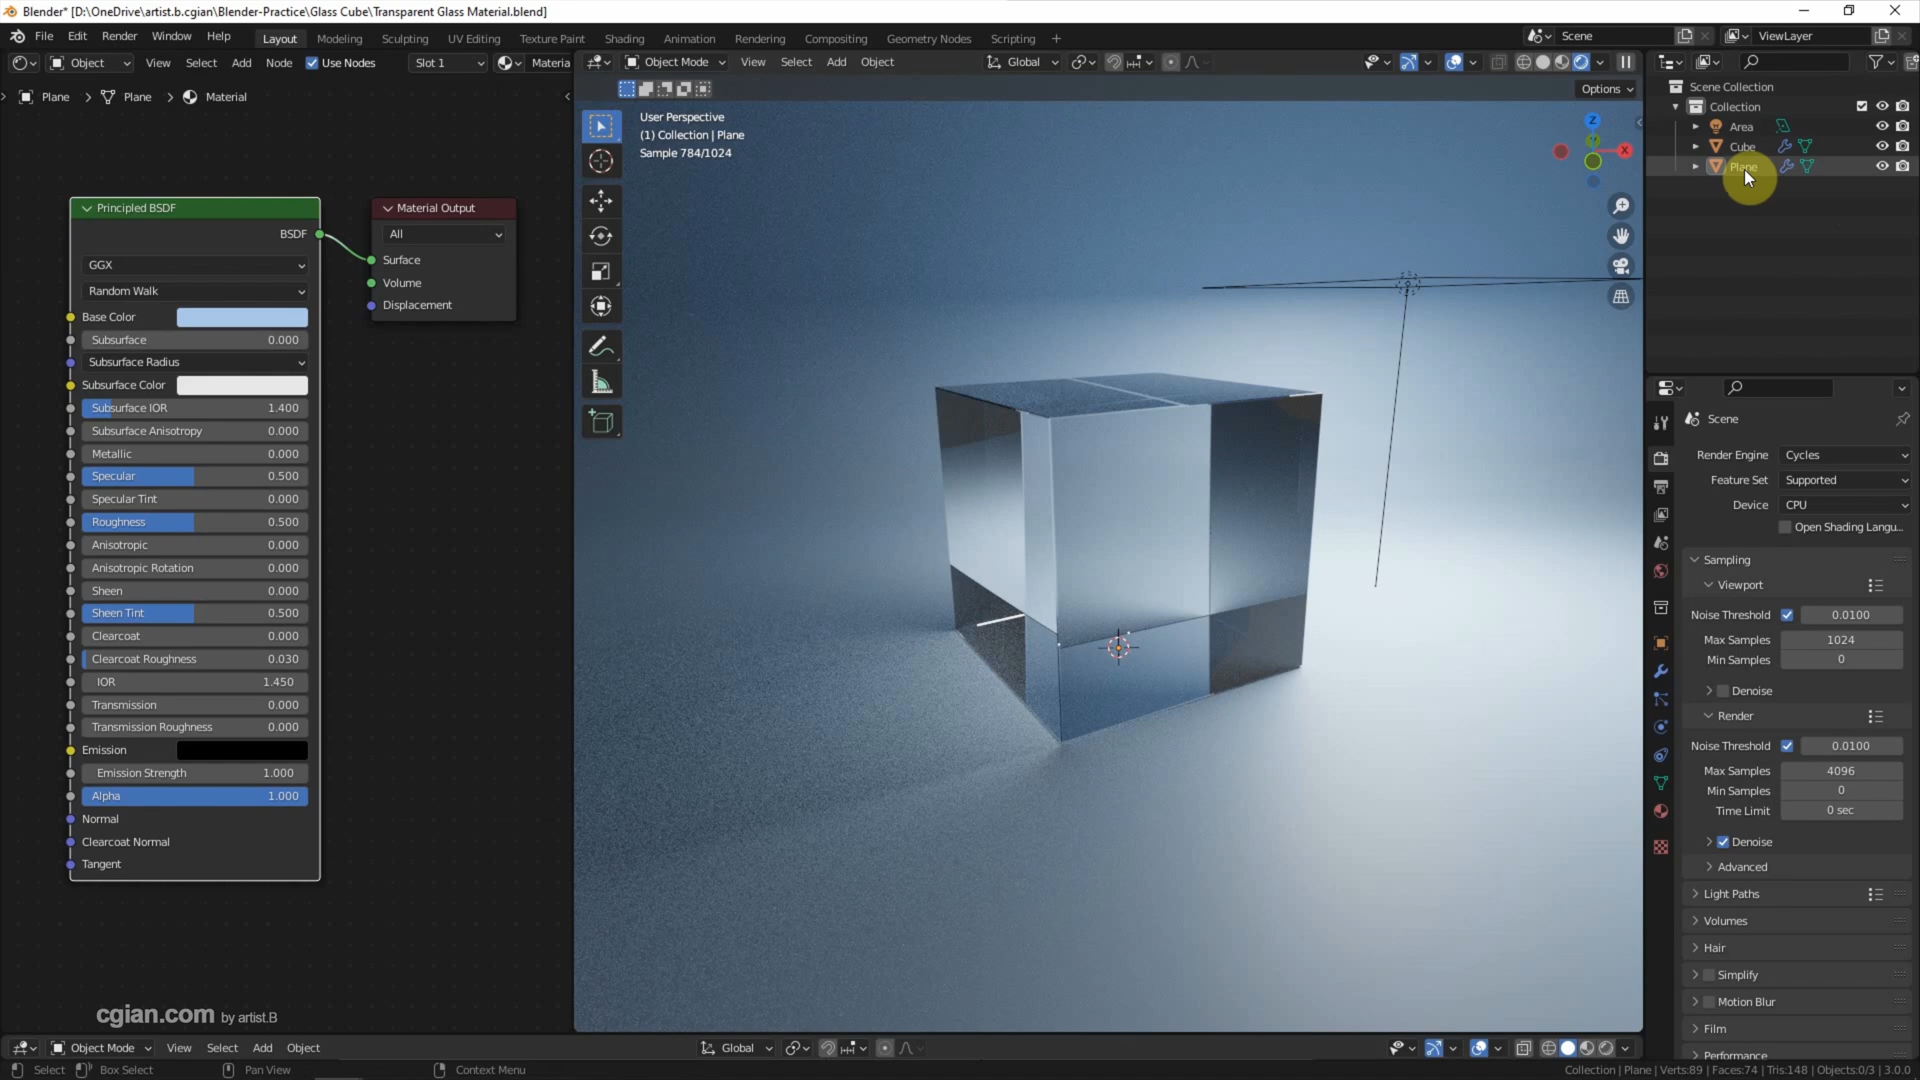 Blender* [D:\OneDrive\artist.b.cgian\Blender-Practice\Glass Cube\Transparent Glass Material.blend]
File Edit Render Window Help Layout Modeling Sculpting UV Editing Texture Paint Shading Animation Rendering Compositing Geometry Nodes Scripting + Scene ViewLayer
Object View Select Add Node Use Nodes Slot 1 Materia
Object Mode View Select Add Object Global
Options
Plane > Plane > Material
User Perspective
(1) Collection | Plane
Sample 784/1024
Z
Y
X
Principled BSDF
BSDF
GGX
Random Walk
Base Color
Subsurface 0.000
Subsurface Radius
Subsurface Color
Subsurface IOR 1.400
Subsurface Anisotropy 0.000
Metallic 0.000
Specular 0.500
Specular Tint 0.000
Roughness 0.500
Anisotropic 0.000
Anisotropic Rotation 0.000
Sheen 0.000
Sheen Tint 0.500
Clearcoat 0.000
Clearcoat Roughness 0.030
IOR 1.450
Transmission 0.000
Transmission Roughness 0.000
Emission
Emission Strength 1.000
Alpha 1.000
Normal
Clearcoat Normal
Tangent
Material Output
All
Surface
Volume
Displacement
Scene Collection
Collection
Area
Cube
Plane
Scene
Render Engine Cycles
Feature Set Supported
Device CPU
Open Shading Langu...
Sampling
Viewport
Noise Threshold 0.0100
Max Samples 1024
Min Samples 0
Denoise
Render
Noise Threshold 0.0100
Max Samples 4096
Min Samples 0
Time Limit 0 sec
Denoise
Advanced
Light Paths
Volumes
Hair
Simplify
Motion Blur
Film
Performance
cgian.com by artist.B
Object Mode View Select Add Object Global
Select Box Select Pan View Context Menu
Collection | Plane | Verts:89 | Faces:74 | Tris:148 | Objects:0/3 | 3.0.0